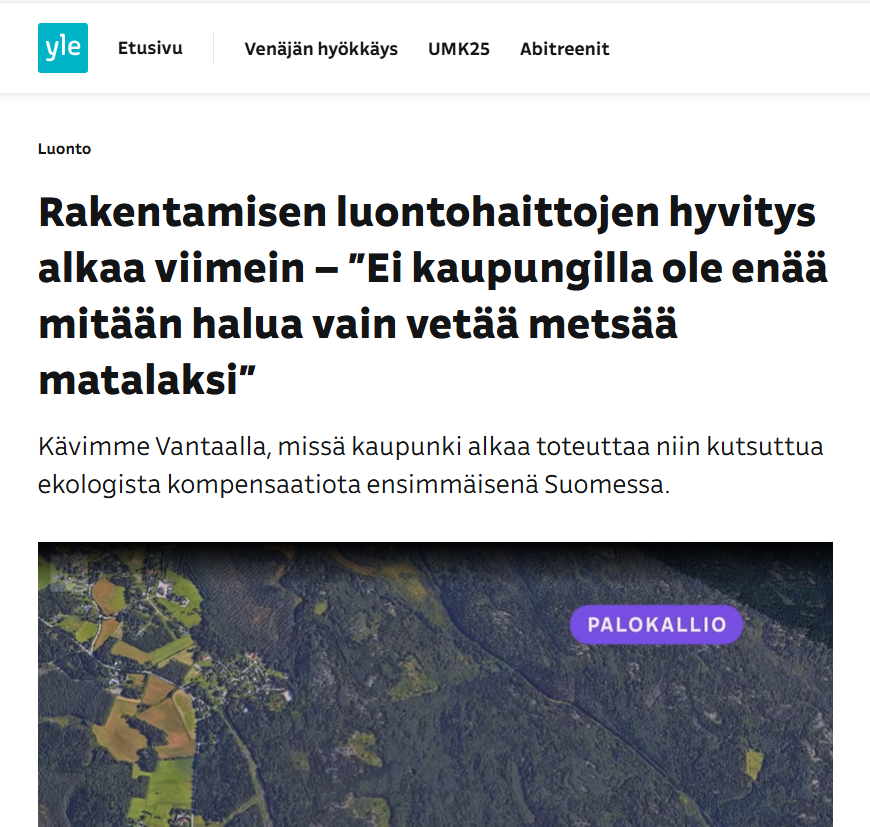 yle
Etusivu
Venäjän hyökkäys
UMK25
Abitreenit
Luonto
Rakentamisen luontohaittojen hyvitys
alkaa viimein – ”Ei kaupungilla ole enää
mitään halua vain vetää metsää
matalaksi”
Kävimme Vantaalla, missä kaupunki alkaa toteuttaa niin kutsuttua
ekologista kompensaatiota ensimmäisenä Suomessa.
PALOKALLIO